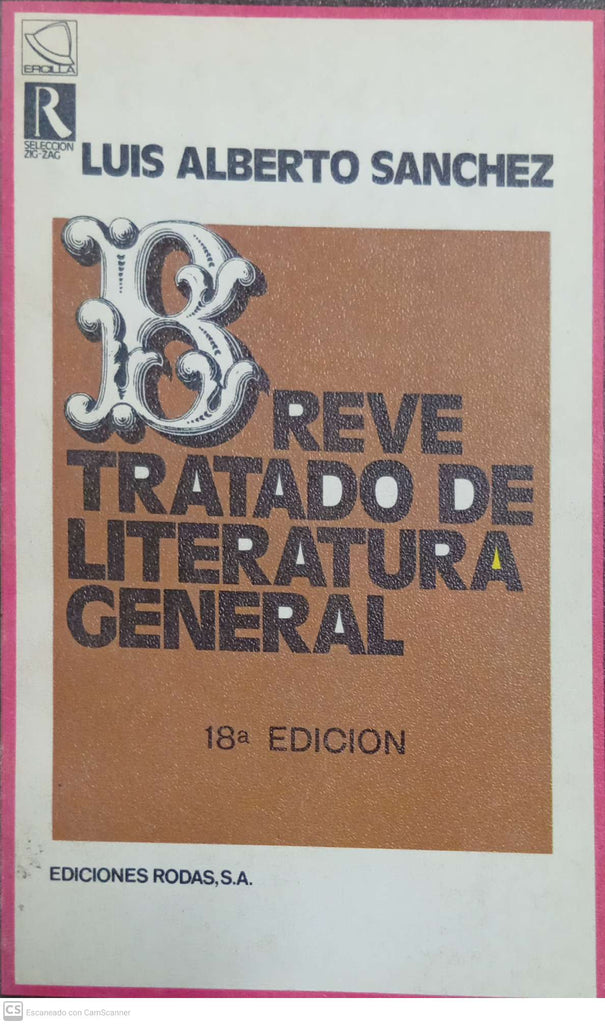 ERCILLA
R
SELECCION
ZIG-ZAG
LUIS ALBERTO SANCHEZ
BREVE
TRATADO DE
LITERATURA
GENERAL
18ª EDICION
EDICIONES RODAS, S.A.
CS Escaneado con CamScanner